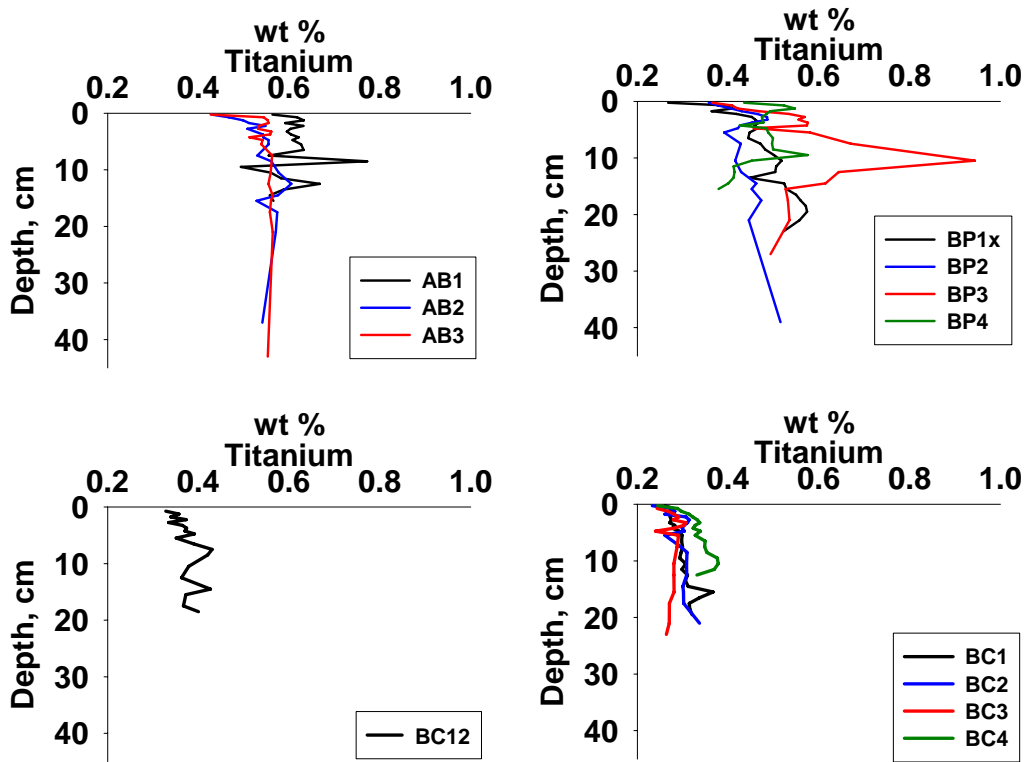 wt %
Titanium
0.2 0.4 0.6 0.8 1.0
0
10
20
30
40
Depth, cm
AB1
AB2
AB3
wt %
Titanium
0.2 0.4 0.6 0.8 1.0
0
10
20
30
40
Depth, cm
BP1x
BP2
BP3
BP4
wt %
Titanium
0.2 0.4 0.6 0.8 1.0
0
10
20
30
40
Depth, cm
BC12
wt %
Titanium
0.2 0.4 0.6 0.8 1.0
0
10
20
30
40
Depth, cm
BC1
BC2
BC3
BC4